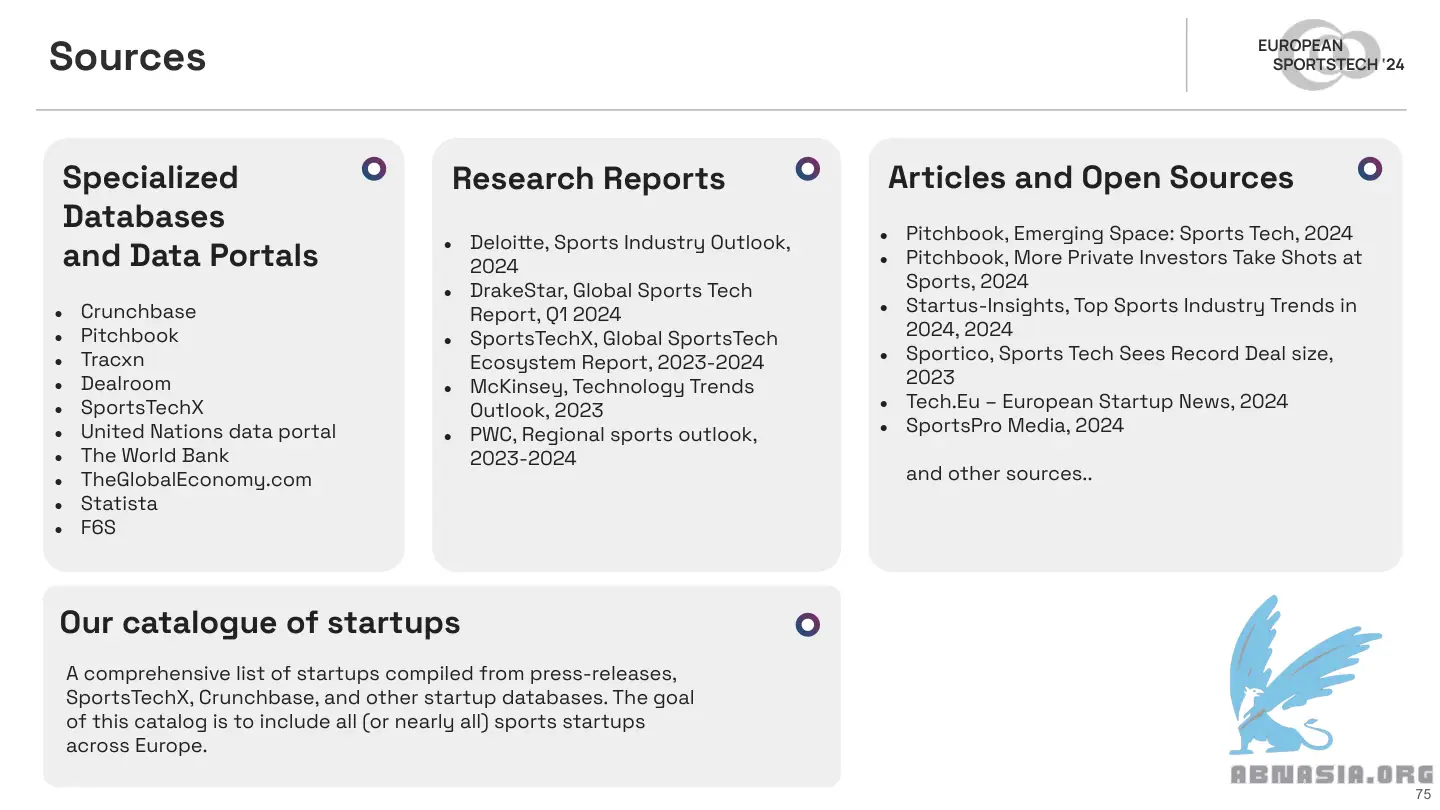 Sources
EUROPEAN
SPORTSTECH '24
Specialized
Databases
and Data Portals
• Crunchbase
• Pitchbook
• Tracxn
• Dealroom
• SportsTechX
• United Nations data portal
• The World Bank
• TheGlobalEconomy.com
• Statista
• F6S
Research Reports
• Deloitte, Sports Industry Outlook,
2024
• DrakeStar, Global Sports Tech
Report, Q1 2024
• SportsTechX, Global SportsTech
Ecosystem Report, 2023-2024
• McKinsey, Technology Trends
Outlook, 2023
• PWC, Regional sports outlook,
2023-2024
Articles and Open Sources
• Pitchbook, Emerging Space: Sports Tech, 2024
• Pitchbook, More Private Investors Take Shots at
Sports, 2024
• Startus-Insights, Top Sports Industry Trends in
2024, 2024
• Sportico, Sports Tech Sees Record Deal size,
2023
• Tech.Eu – European Startup News, 2024
• SportsPro Media, 2024
and other sources..
Our catalogue of startups
A comprehensive list of startups compiled from press-releases,
SportsTechX, Crunchbase, and other startup databases. The goal
of this catalog is to include all (or nearly all) sports startups
across Europe.
ABNASIA.ORG
75